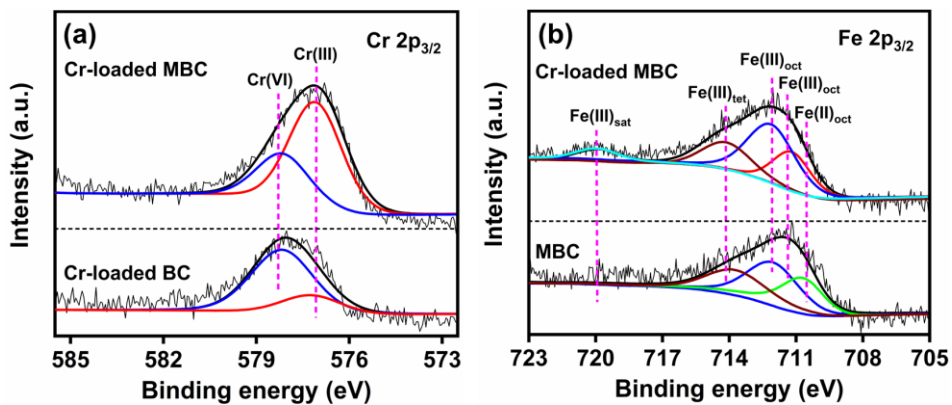 (a)
Cr 2p3/2
Cr(III)
Cr-loaded MBC
Cr(VI)
Cr-loaded BC
Intensity (a.u.)
585 582 579 576 573
Binding energy (eV)
(b)
Fe 2p3/2
Cr-loaded MBC
Fe(III)oct
Fe(III)tet
Fe(III)oct
Fe(III)sat
Fe(II)oct
MBC
Intensity (a.u.)
723 720 717 714 711 708 705
Binding energy (eV)